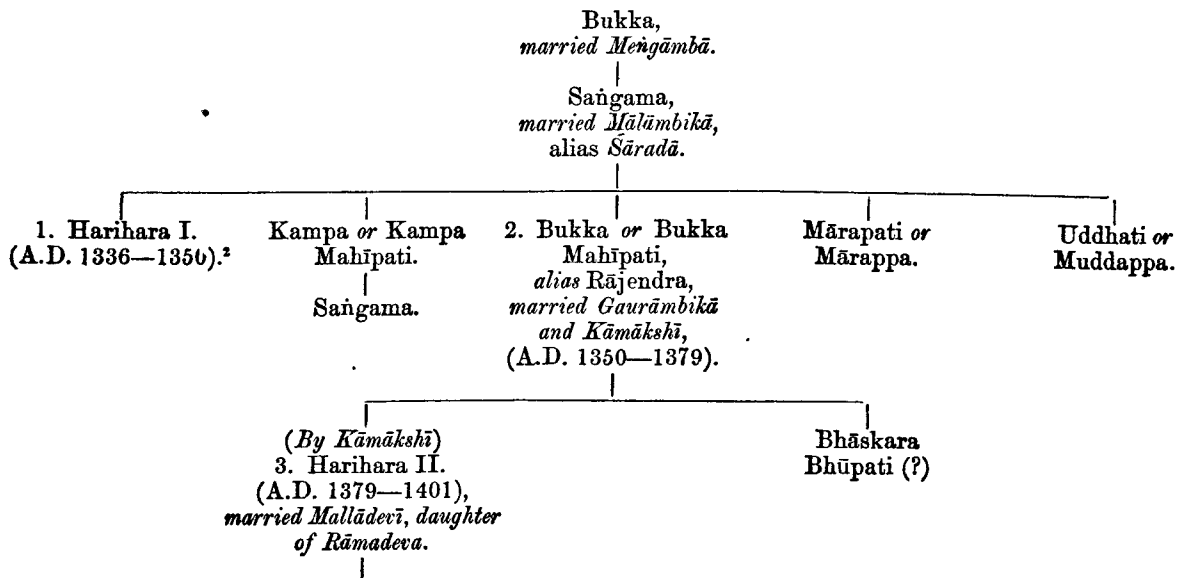 Bukka,
married Meṅgāmbā.
Saṅgama,
married Mālāmbikā,
alias Śāradā.
1. Harihara I.
(A.D. 1336—1350).²
Kampa or Kampa
Mahīpati.
Saṅgama.
2. Bukka or Bukka
Mahīpati,
alias Rājendra,
married Gaurāmbikā
and Kāmākshī,
(A.D. 1350—1379).
Mārapati or
Mārappa.
Uddhati or
Muddappa.
(By Kāmākshī)
3. Harihara II.
(A.D. 1379—1401),
married Mallādevī, daughter
of Rāmadeva.
Bhāskara
Bhūpati (?)